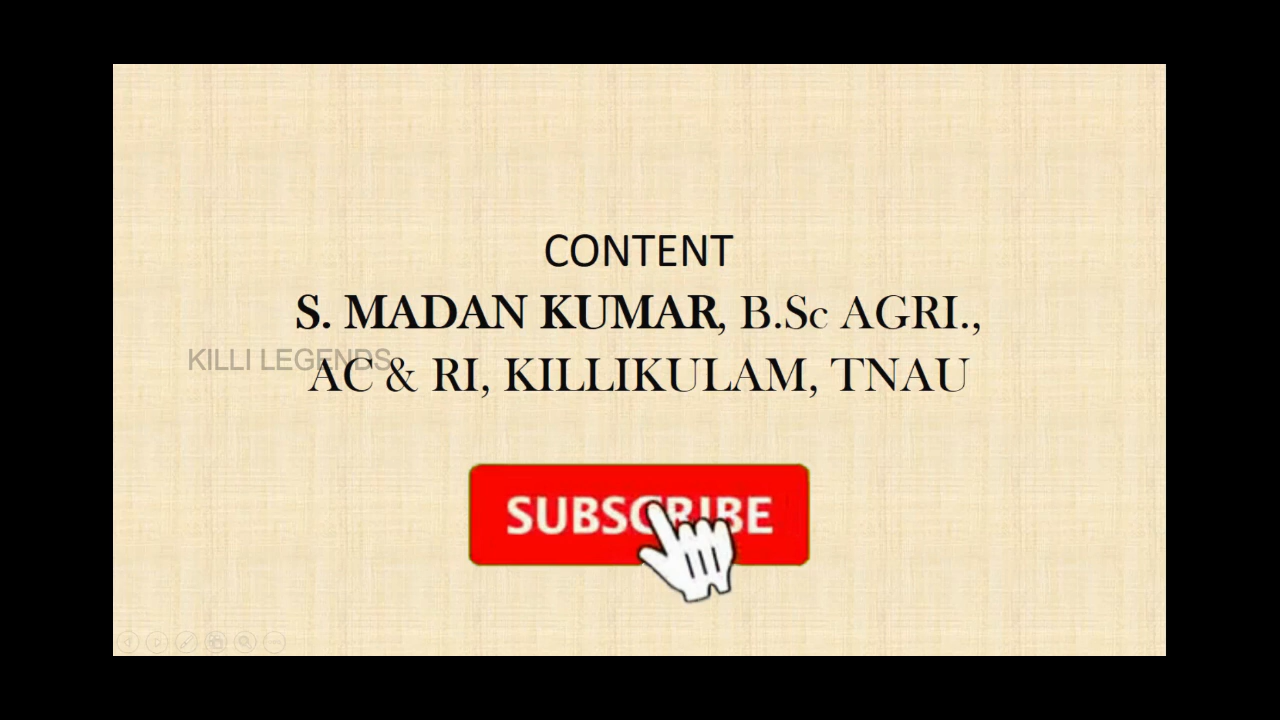 CONTENT
S. MADAN KUMAR, B.Sc AGRI.,
KILLI LEGENDS
AC & RI, KILLIKULAM, TNAU
SUBSCRIBE